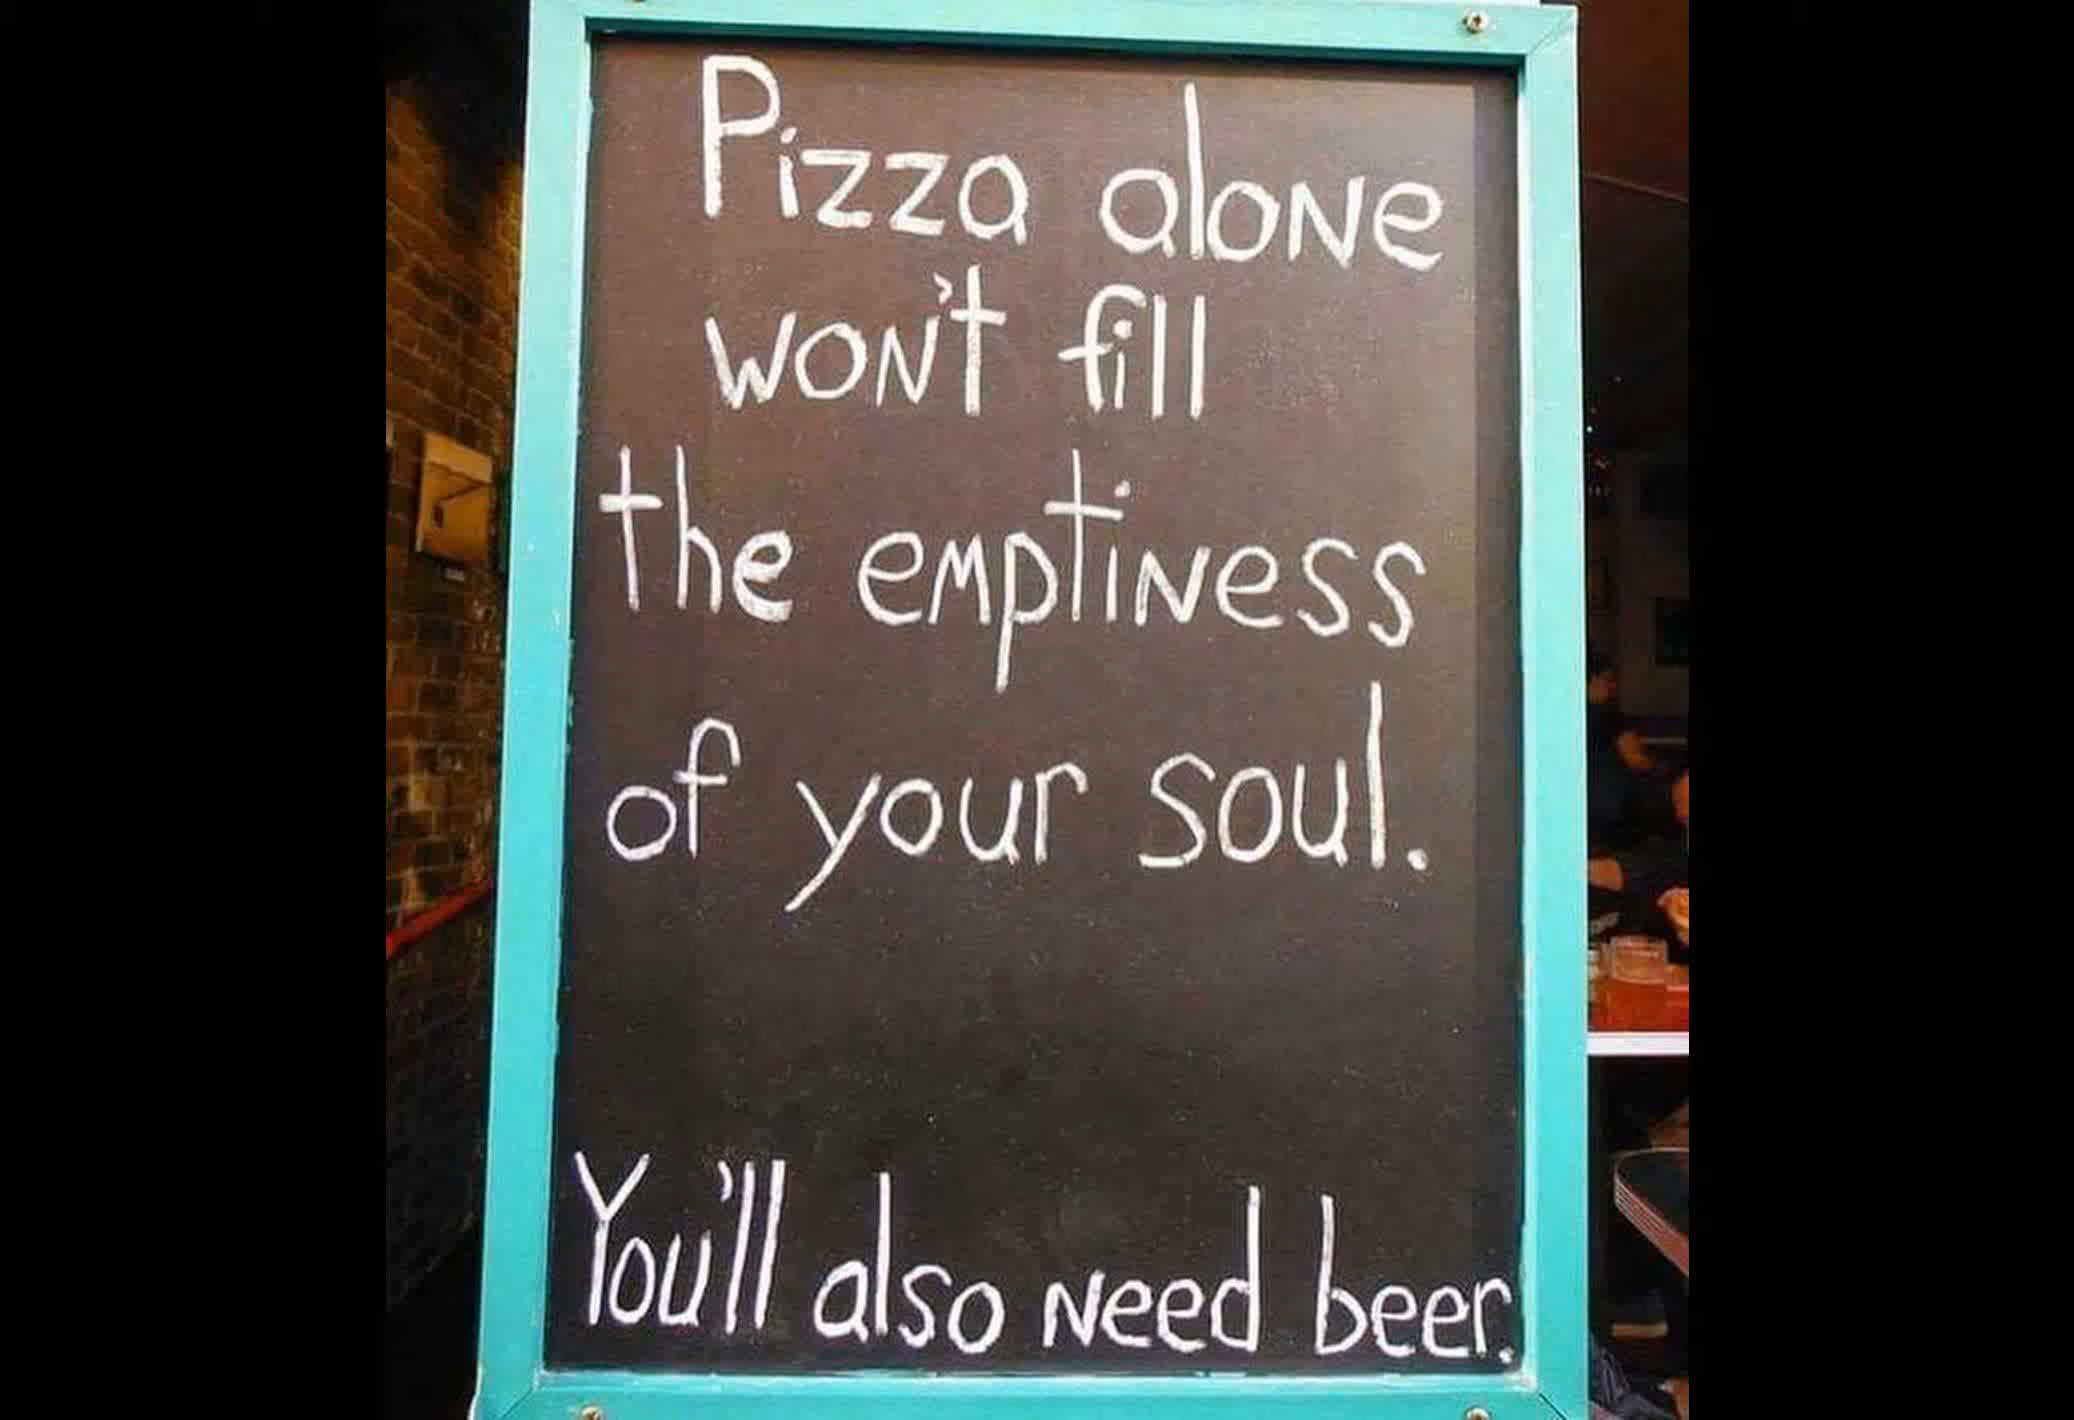 Pizza alone
won't fill
the emptiness
of your soul.
You'll also need beer.